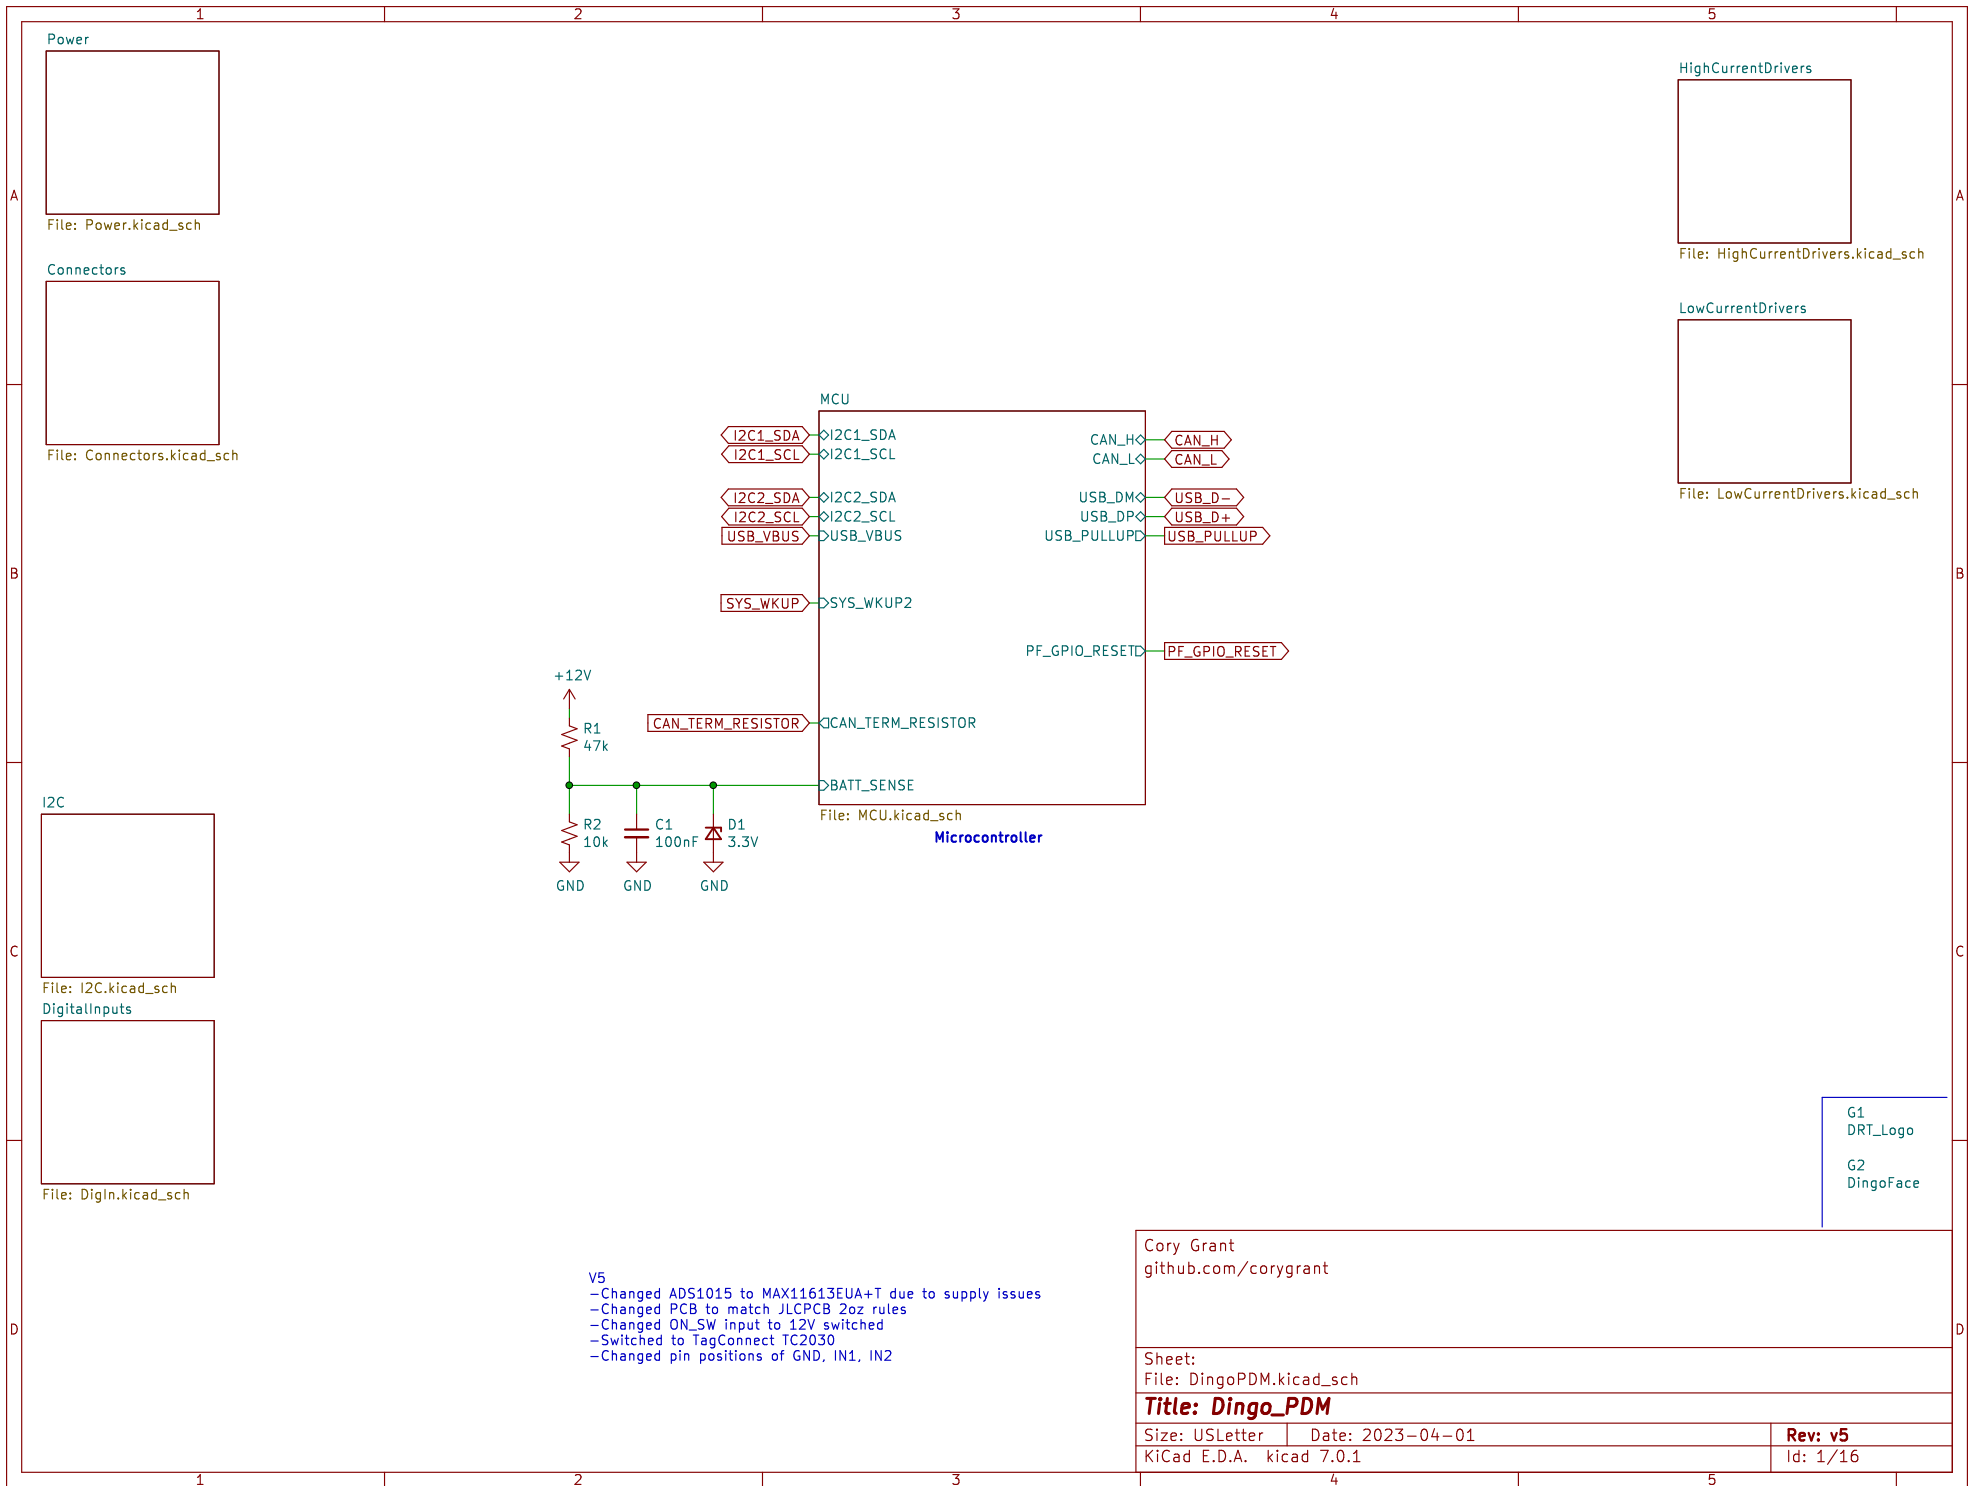 1 2 3 4 5
A A
B B
C C
D D
1 2 3 4 5
Power
File: Power.kicad_sch
Connectors
File: Connectors.kicad_sch
I2C
File: I2C.kicad_sch
DigitalInputs
File: DigIn.kicad_sch
HighCurrentDrivers
File: HighCurrentDrivers.kicad_sch
LowCurrentDrivers
File: LowCurrentDrivers.kicad_sch
MCU
I2C1_SDA I2C1_SDA
I2C1_SCL I2C1_SCL
I2C2_SDA I2C2_SDA
I2C2_SCL I2C2_SCL
USB_VBUS USB_VBUS
SYS_WKUP SYS_WKUP2
CAN_TERM_RESISTOR CAN_TERM_RESISTOR
BATT_SENSE
CAN_H CAN_H
CAN_L CAN_L
USB_DM USB_D-
USB_DP USB_D+
USB_PULLUP USB_PULLUP
PF_GPIO_RESET PF_GPIO_RESET
File: MCU.kicad_sch
Microcontroller
+12V
R1
47k
R2
10k
C1
100nF
D1
3.3V
GND GND GND
V5
-Changed ADS1015 to MAX11613EUA+T due to supply issues
-Changed PCB to match JLCPCB 2oz rules
-Changed ON_SW input to 12V switched
-Switched to TagConnect TC2030
-Changed pin positions of GND, IN1, IN2
G1
DRT_Logo
G2
DingoFace
Cory Grant
github.com/corygrant
Sheet:
File: DingoPDM.kicad_sch
Title: Dingo_PDM
Size: USLetter Date: 2023-04-01 Rev: v5
KiCad E.D.A. kicad 7.0.1 Id: 1/16